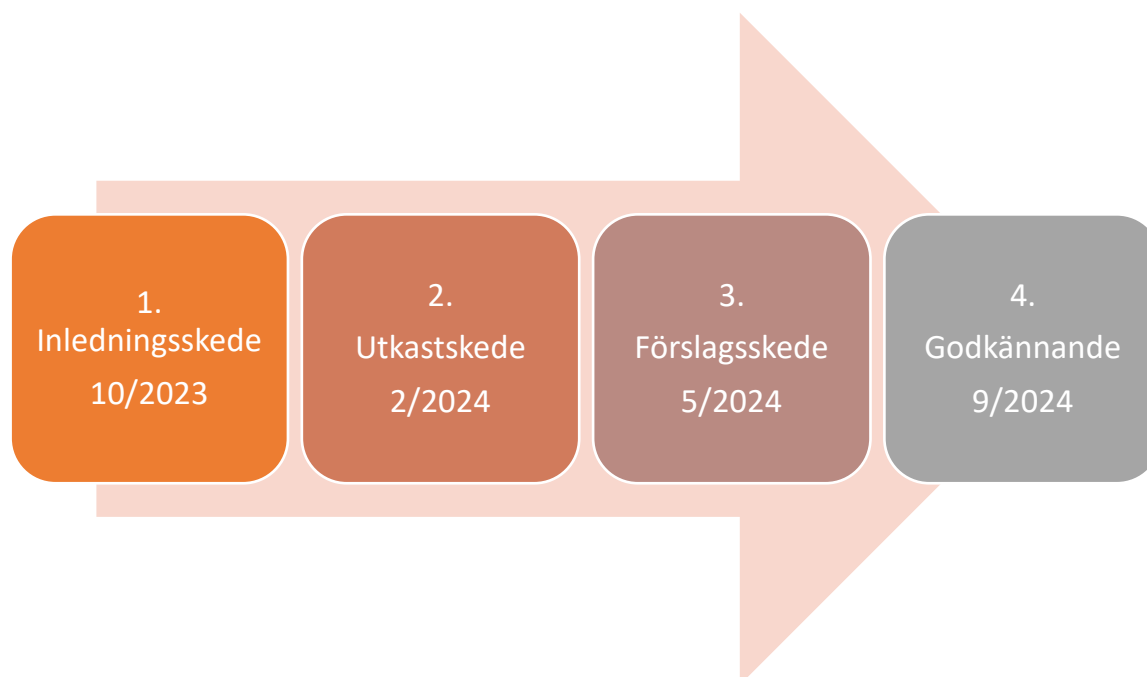 1.
Inledningsskede
10/2023
2.
Utkastskede
2/2024
3.
Förslagsskede
5/2024
4.
Godkännande
9/2024